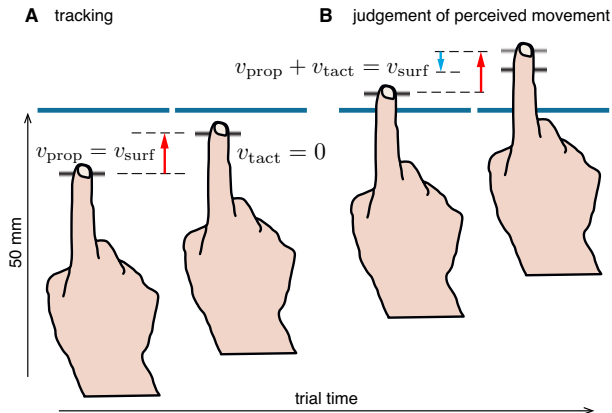 A tracking
B judgement of perceived movement
v_prop + v_tact = v_surf
v_prop = v_surf
v_tact = 0
50 mm
trial time